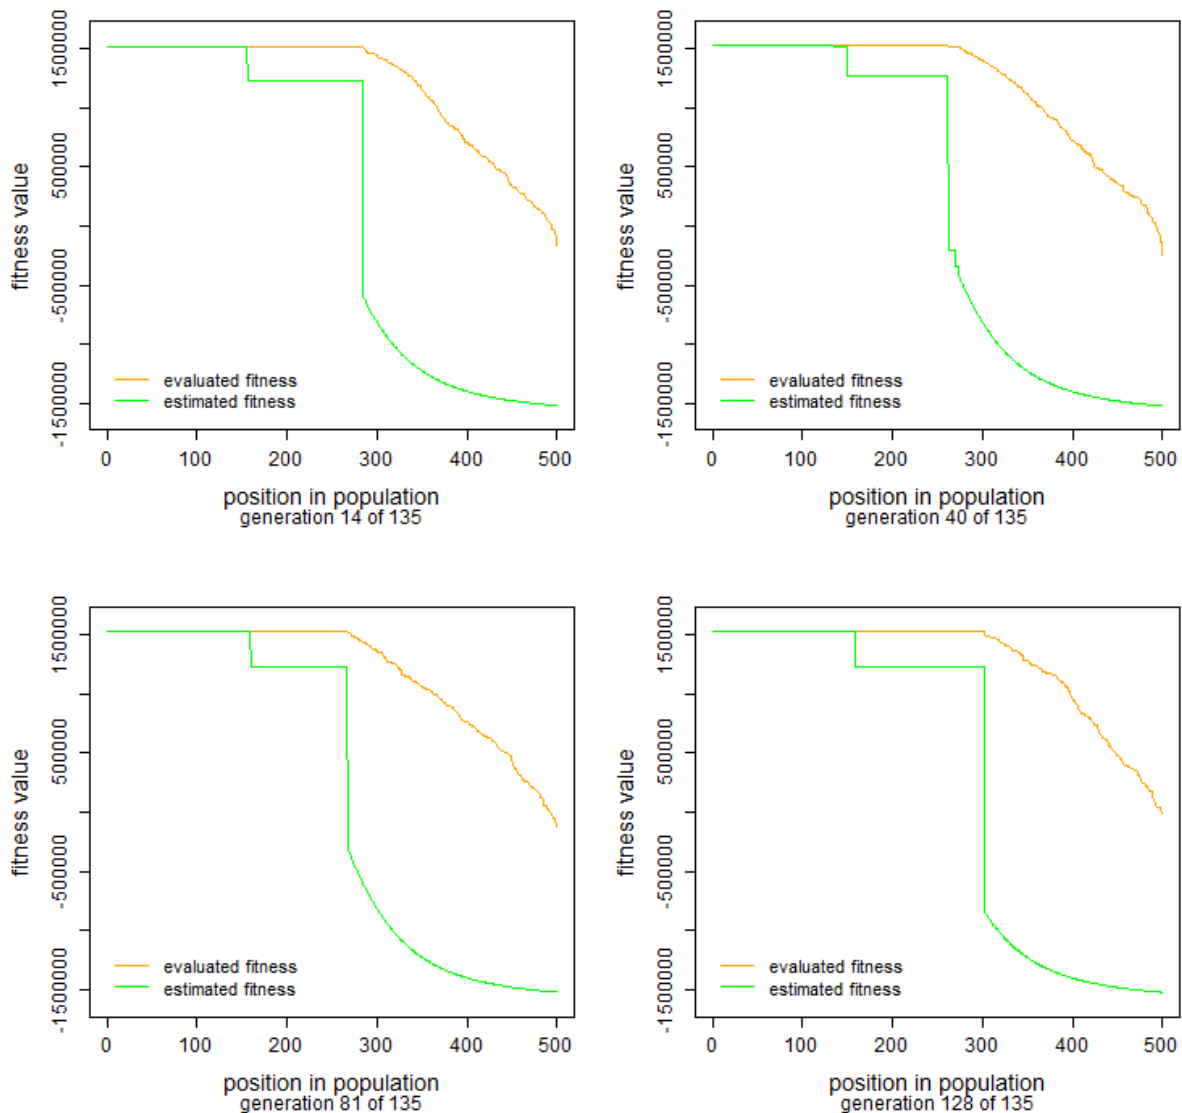 fitness value
1500000
500000
-500000
-1500000
evaluated fitness
estimated fitness
0 100 200 300 400 500
position in population
generation 14 of 135
fitness value
1500000
500000
-500000
-1500000
evaluated fitness
estimated fitness
0 100 200 300 400 500
position in population
generation 40 of 135
fitness value
1500000
500000
-500000
-1500000
evaluated fitness
estimated fitness
0 100 200 300 400 500
position in population
generation 81 of 135
fitness value
1500000
500000
-500000
-1500000
evaluated fitness
estimated fitness
0 100 200 300 400 500
position in population
generation 128 of 135